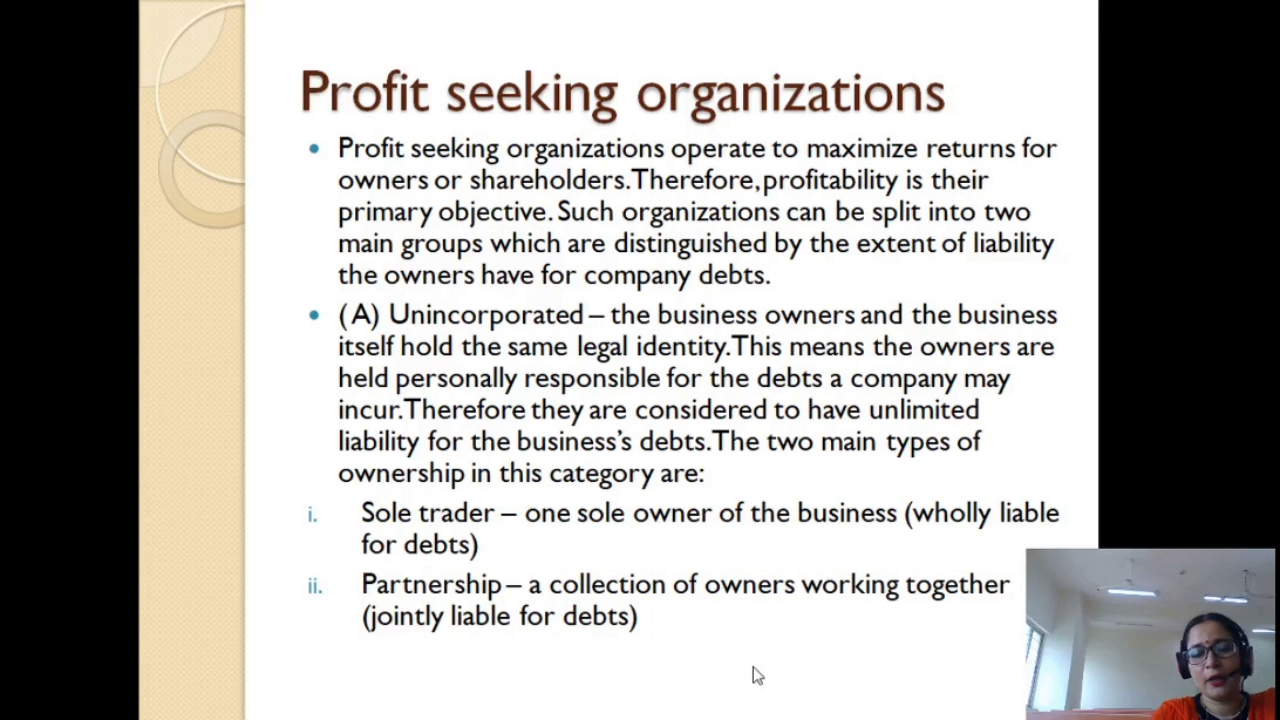 Profit seeking organizations
• Profit seeking organizations operate to maximize returns for
owners or shareholders.Therefore, profitability is their
primary objective. Such organizations can be split into two
main groups which are distinguished by the extent of liability
the owners have for company debts.
• (A) Unincorporated – the business owners and the business
itself hold the same legal identity.This means the owners are
held personally responsible for the debts a company may
incur.Therefore they are considered to have unlimited
liability for the business’s debts.The two main types of
ownership in this category are:
i. Sole trader – one sole owner of the business (wholly liable
for debts)
ii. Partnership – a collection of owners working together
(jointly liable for debts)